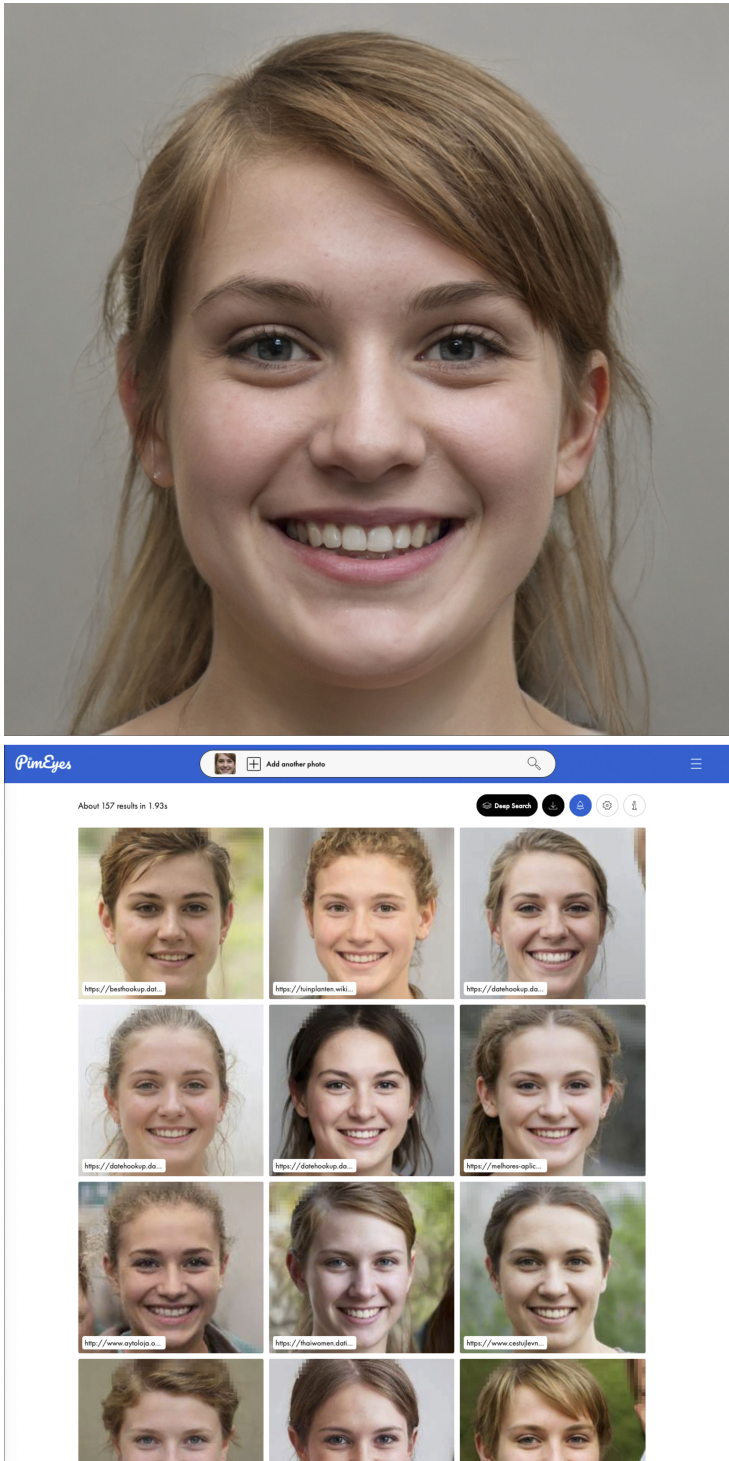 PimEyes
Add another photo
About 157 results in 1.93s
Deep Search
https://besthookup.dat...
https://tuinplanten.wiki...
https://datehookup.da...
https://datehookup.da...
https://datehookup.da...
https://melhores-aplic...
http://www.aytoloja.o...
https://thaiwomen.dati...
https://www.cestujlevn...